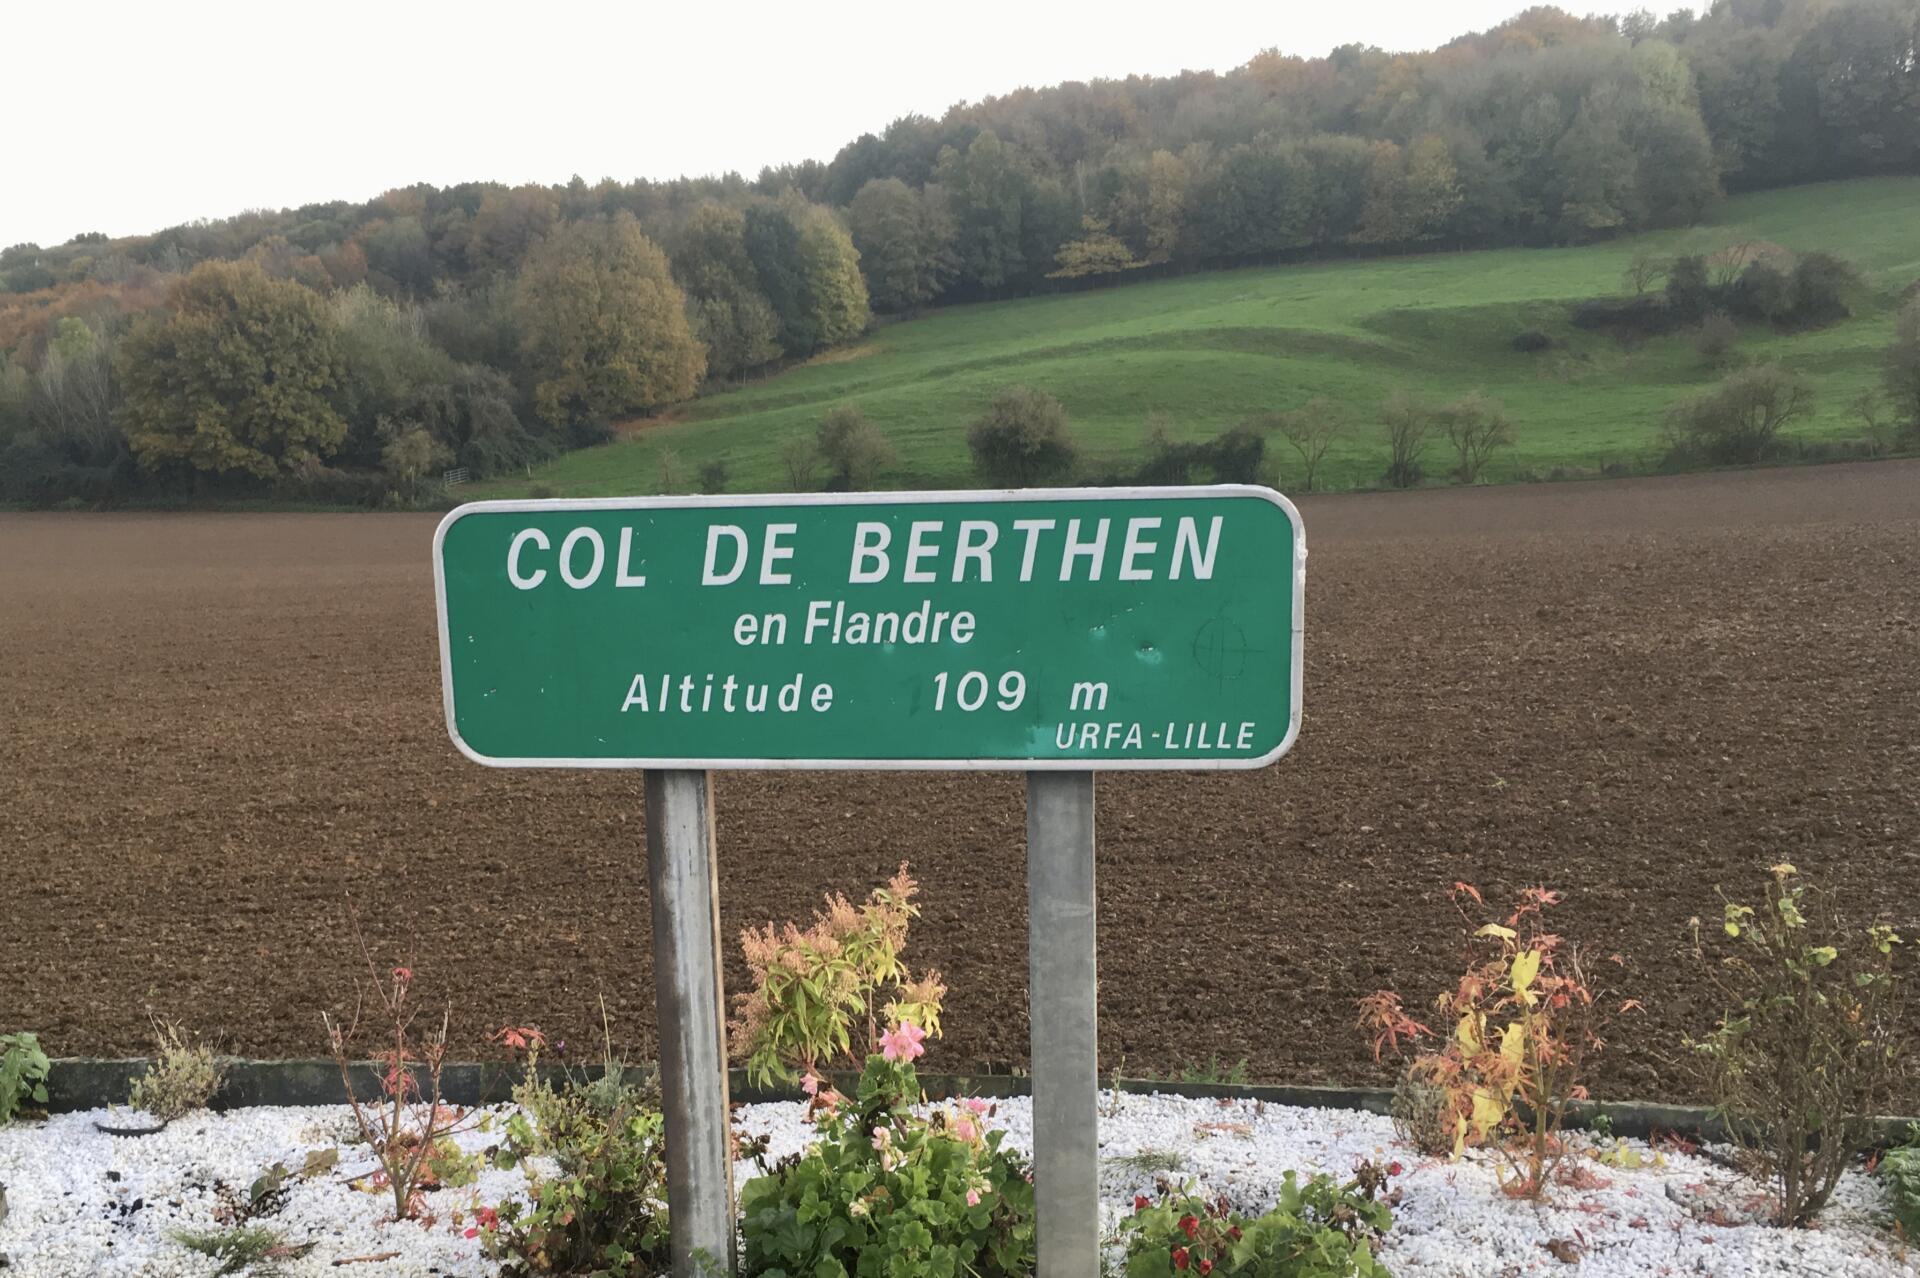 COL DE BERTHEN
en Flandre
Altitude 109 m
URFA-LILLE